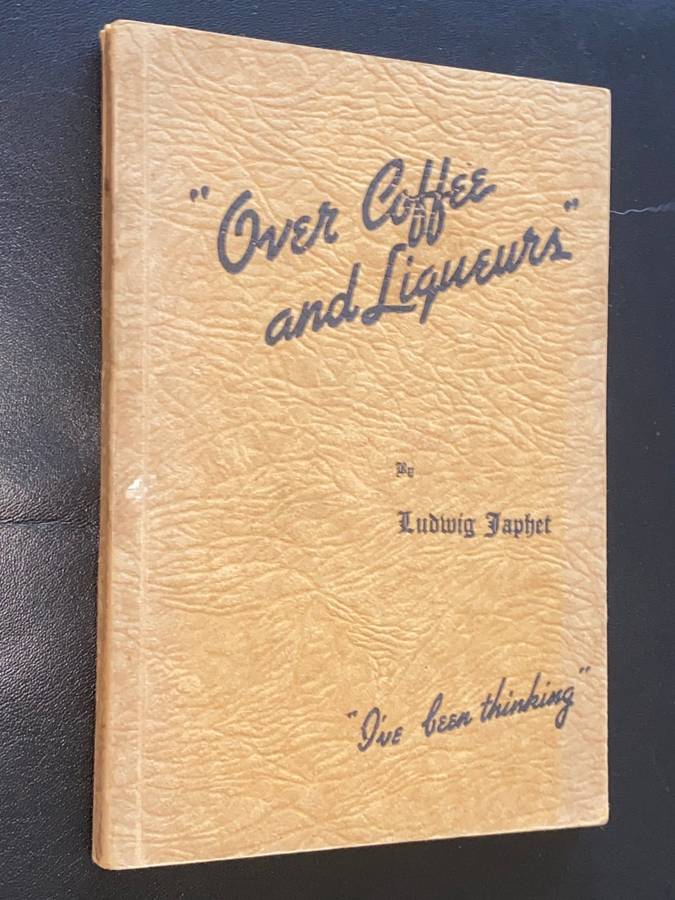 "Over Coffee
and Liqueurs"
By
Ludwig Japhet
"I've been thinking"